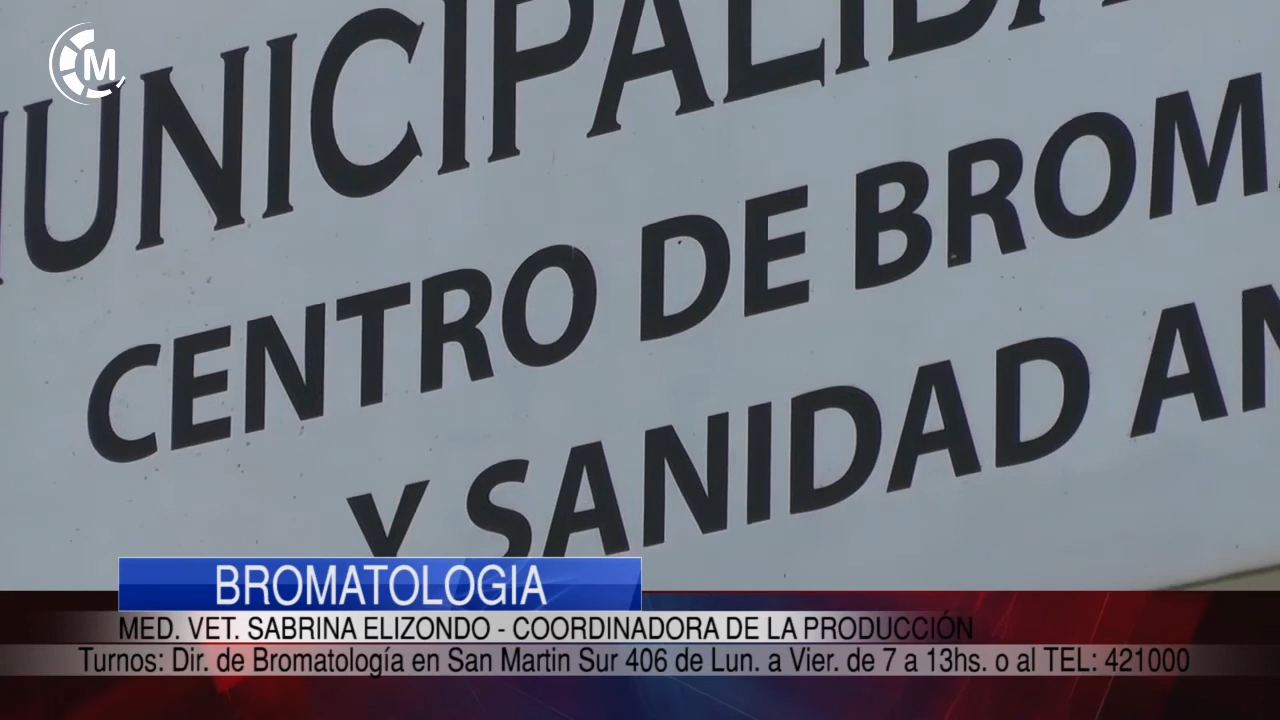 M
MUNICIPALIDA
CENTRO DE BROM
Y SANIDAD AN
BROMATOLOGIA
MED. VET. SABRINA ELIZONDO - COORDINADORA DE LA PRODUCCIÓN
Turnos: Dir. de Bromatología en San Martin Sur 406 de Lun. a Vier. de 7 a 13hs. o al TEL: 421000